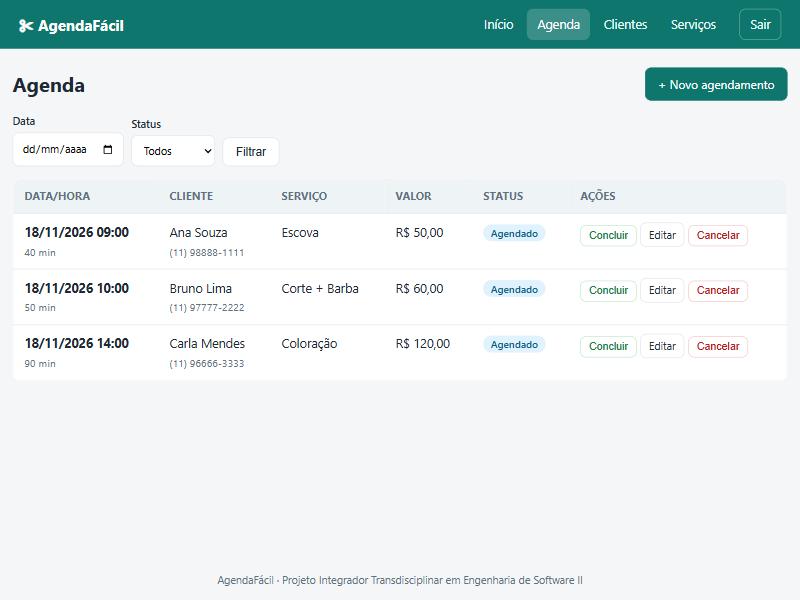 AgendaFácil
Início Agenda Clientes Serviços Sair
Agenda
+ Novo agendamento
Data
Status
dd/mm/aaaa
Todos
Filtrar
DATA/HORA CLIENTE SERVIÇO VALOR STATUS AÇÕES
18/11/2026 09:00 Ana Souza Escova R$ 50,00 Agendado Concluir Editar Cancelar
40 min (11) 98888-1111
18/11/2026 10:00 Bruno Lima Corte + Barba R$ 60,00 Agendado Concluir Editar Cancelar
50 min (11) 97777-2222
18/11/2026 14:00 Carla Mendes Coloração R$ 120,00 Agendado Concluir Editar Cancelar
90 min (11) 96666-3333
AgendaFácil · Projeto Integrador Transdisciplinar em Engenharia de Software II